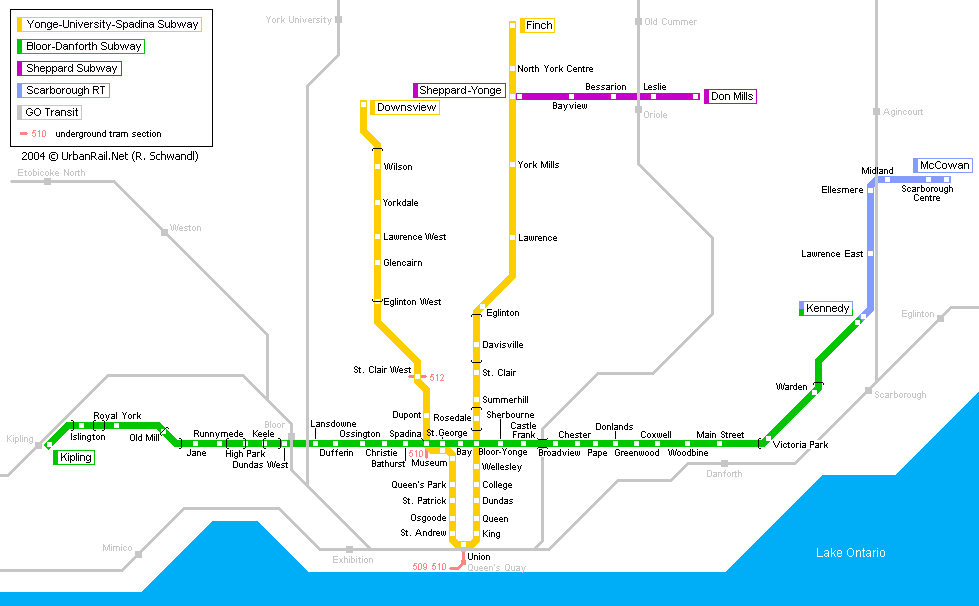 Yonge-University-Spadina Subway
Bloor-Danforth Subway
Sheppard Subway
Scarborough RT
GO Transit
510 underground tram section
2004 © UrbanRail.Net (R. Schwandl)
York University
Finch
Old Cummer
North York Centre
Sheppard-Yonge
Bessarion
Leslie
Don Mills
Bayview
Downsview
Oriole
Agincourt
Etobicoke North
Wilson
York Mills
Midland
McCowan
Ellesmere
Scarborough
Centre
Yorkdale
Weston
Lawrence West
Lawrence
Lawrence East
Glencairn
Eglinton West
Eglinton
Kennedy
Eglinton
Davisville
St. Clair West
512
St. Clair
Warden
Scarborough
Summerhill
Royal York
Dupont
Rosedale
Sherbourne
Kipling
Islington
Old Mill
Bloor
Lansdowne
Castle
Frank
Donlands
Runnymede
Keele
Ossington
Spadina
St.George
Chester
Coxwell
Main Street
Victoria Park
Kipling
Jane
High Park
Dundas West
Dufferin
Christie
Bathurst
510
Museum
Bay
Bloor-Yonge
Broadview
Pape
Greenwood
Woodbine
Wellesley
Danforth
Queen's Park
College
St. Patrick
Dundas
Osgoode
Queen
St. Andrew
King
Mimico
Exhibition
Union
509 510
Queen's Quay
Lake Ontario